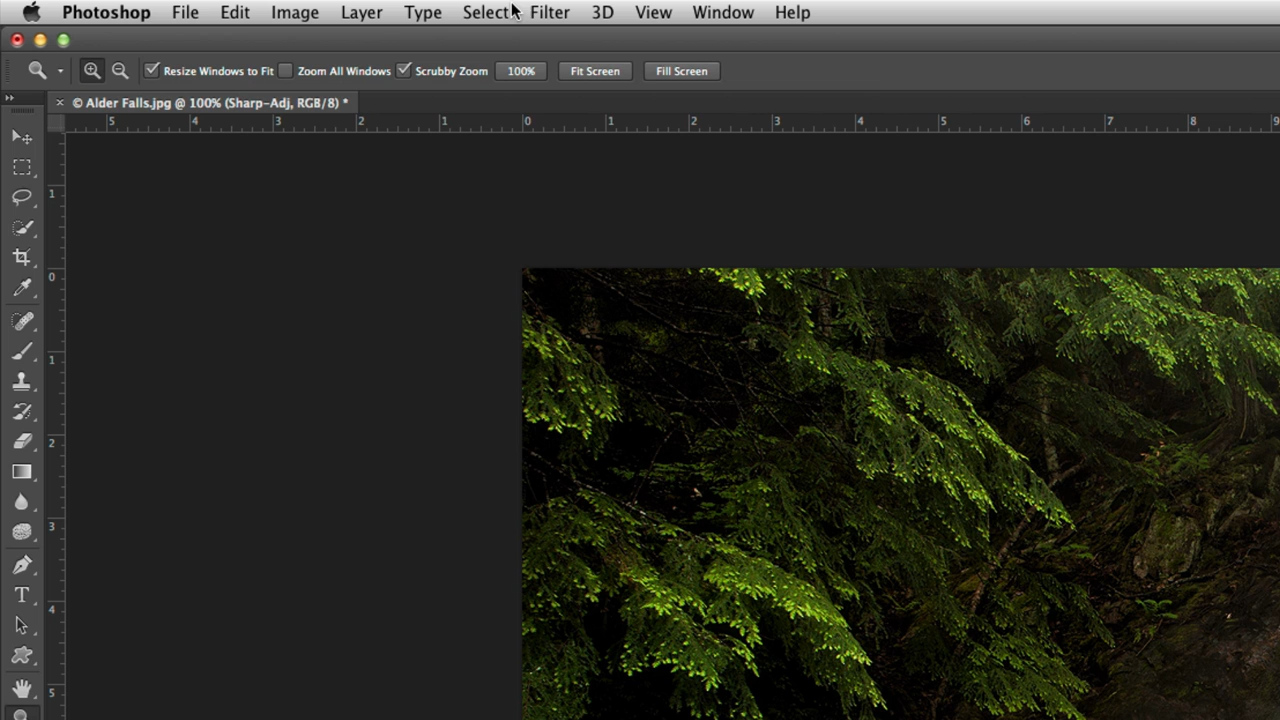 Photoshop File Edit Image Layer Type Select Filter 3D View Window Help
Resize Windows to Fit Zoom All Windows Scrubby Zoom 100% Fit Screen Fill Screen
× © Alder Falls.jpg @ 100% (Sharp-Adj, RGB/8) *
5 4 3 2 1 0 1 2 3 4 5 6 7 8 9
1
0
1
2
3
4
5
T